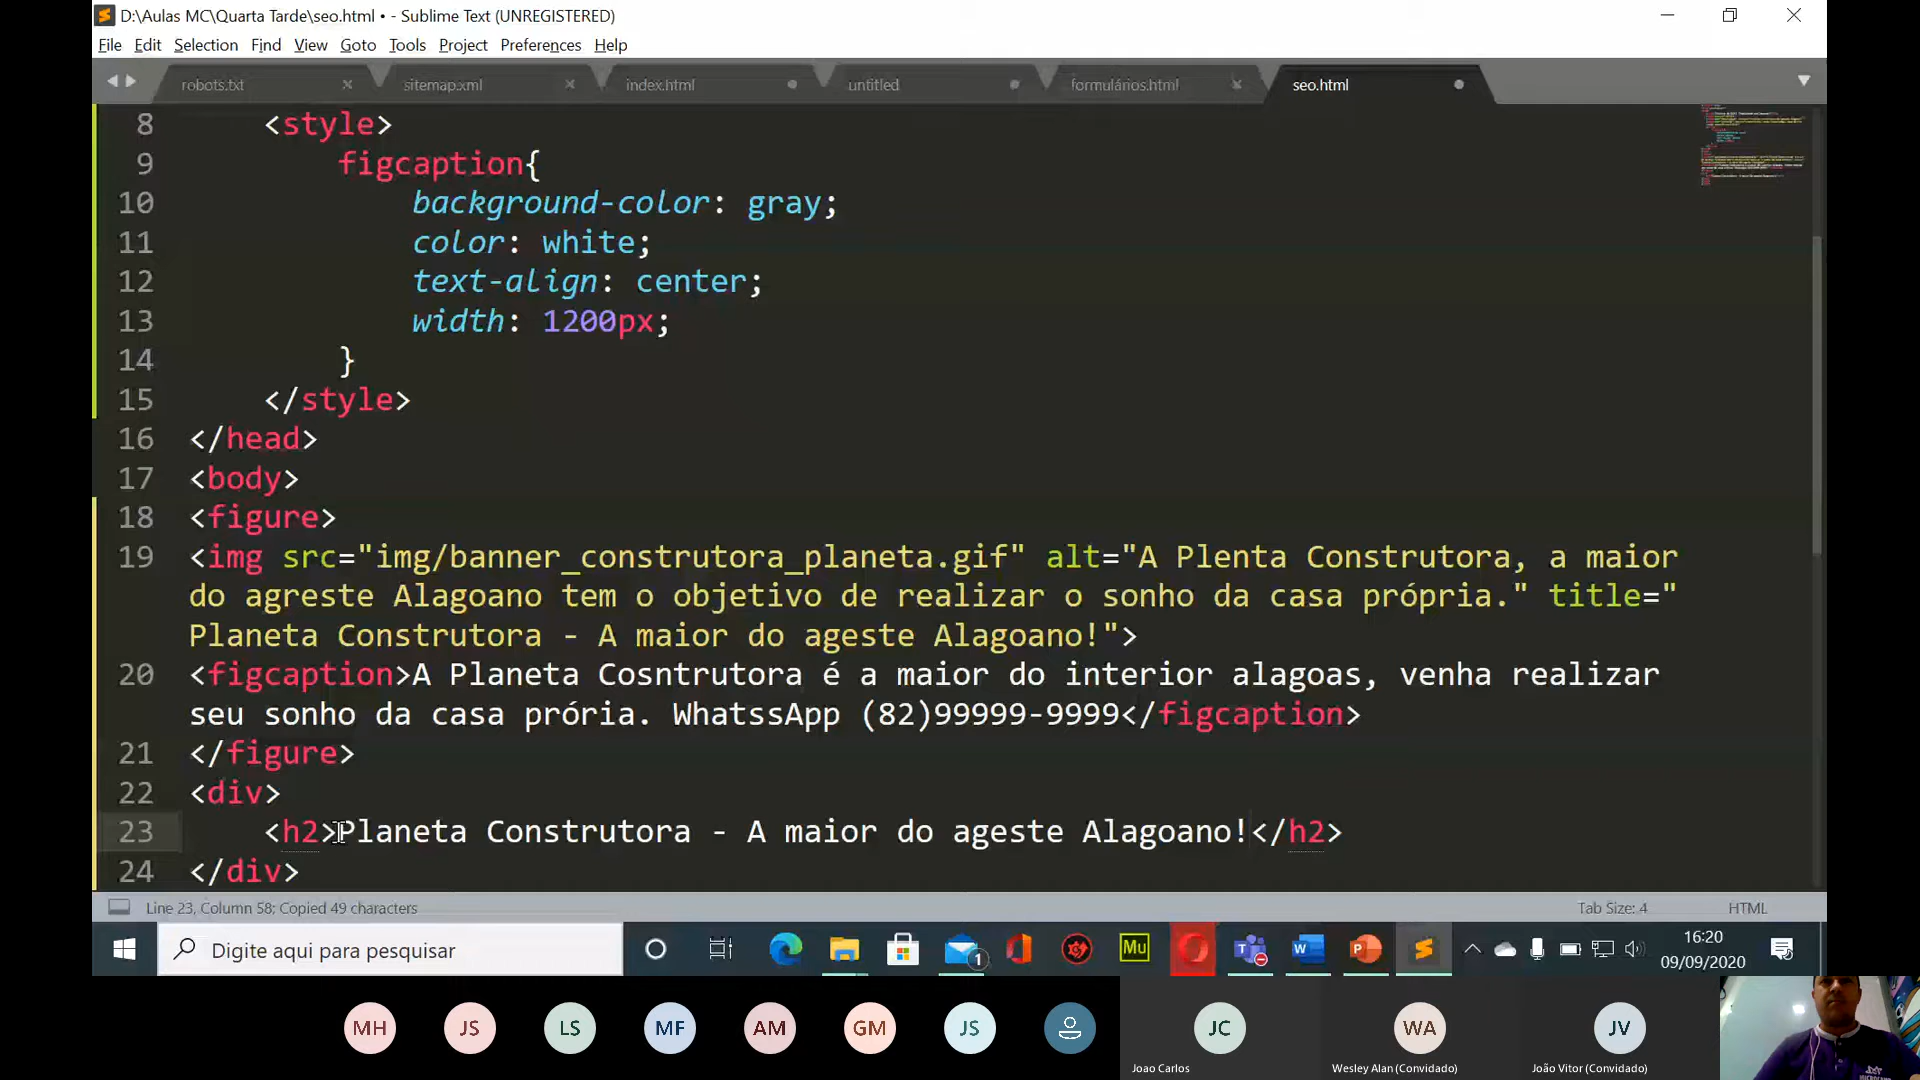 D:\Aulas MC\Quarta Tarde\seo.html • - Sublime Text (UNREGISTERED)
File Edit Selection Find View Goto Tools Project Preferences Help
robots.txt sitemap.xml index.html untitled formulários.html seo.html
8 <style>
9 figcaption{
10 background-color: gray;
11 color: white;
12 text-align: center;
13 width: 1200px;
14 }
15 </style>
16 </head>
17 <body>
18 <figure>
19 <img src="img/banner_construtora_planeta.gif" alt="A Plenta Construtora, a maior
do agreste Alagoano tem o objetivo de realizar o sonho da casa própria." title="
Planeta Construtora - A maior do ageste Alagoano!">
20 <figcaption>A Planeta Cosntrutora é a maior do interior alagoas, venha realizar
seu sonho da casa prória. WhatssApp (82)99999-9999</figcaption>
21 </figure>
22 <div>
23 <h2>Planeta Construtora - A maior do ageste Alagoano!</h2>
24 </div>
Line 23, Column 58; Copied 49 characters Tab Size: 4 HTML
Digite aqui para pesquisar Mu 1 16:20
09/09/2020
MH JS LS MF AM GM JS JC WA JV
Joao Carlos Wesley Alan (Convidado) João Vitor (Convidado)